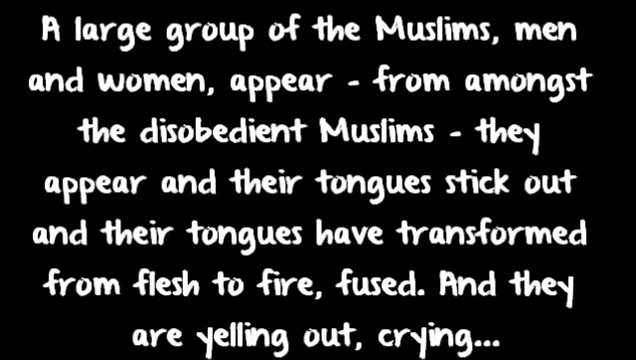 A large group of the Muslims, men
and women, appear - from amongst
the disobedient Muslims - they
appear and their tongues stick out
and their tongues have transformed
from flesh to fire, fused. And they
are yelling out, crying...